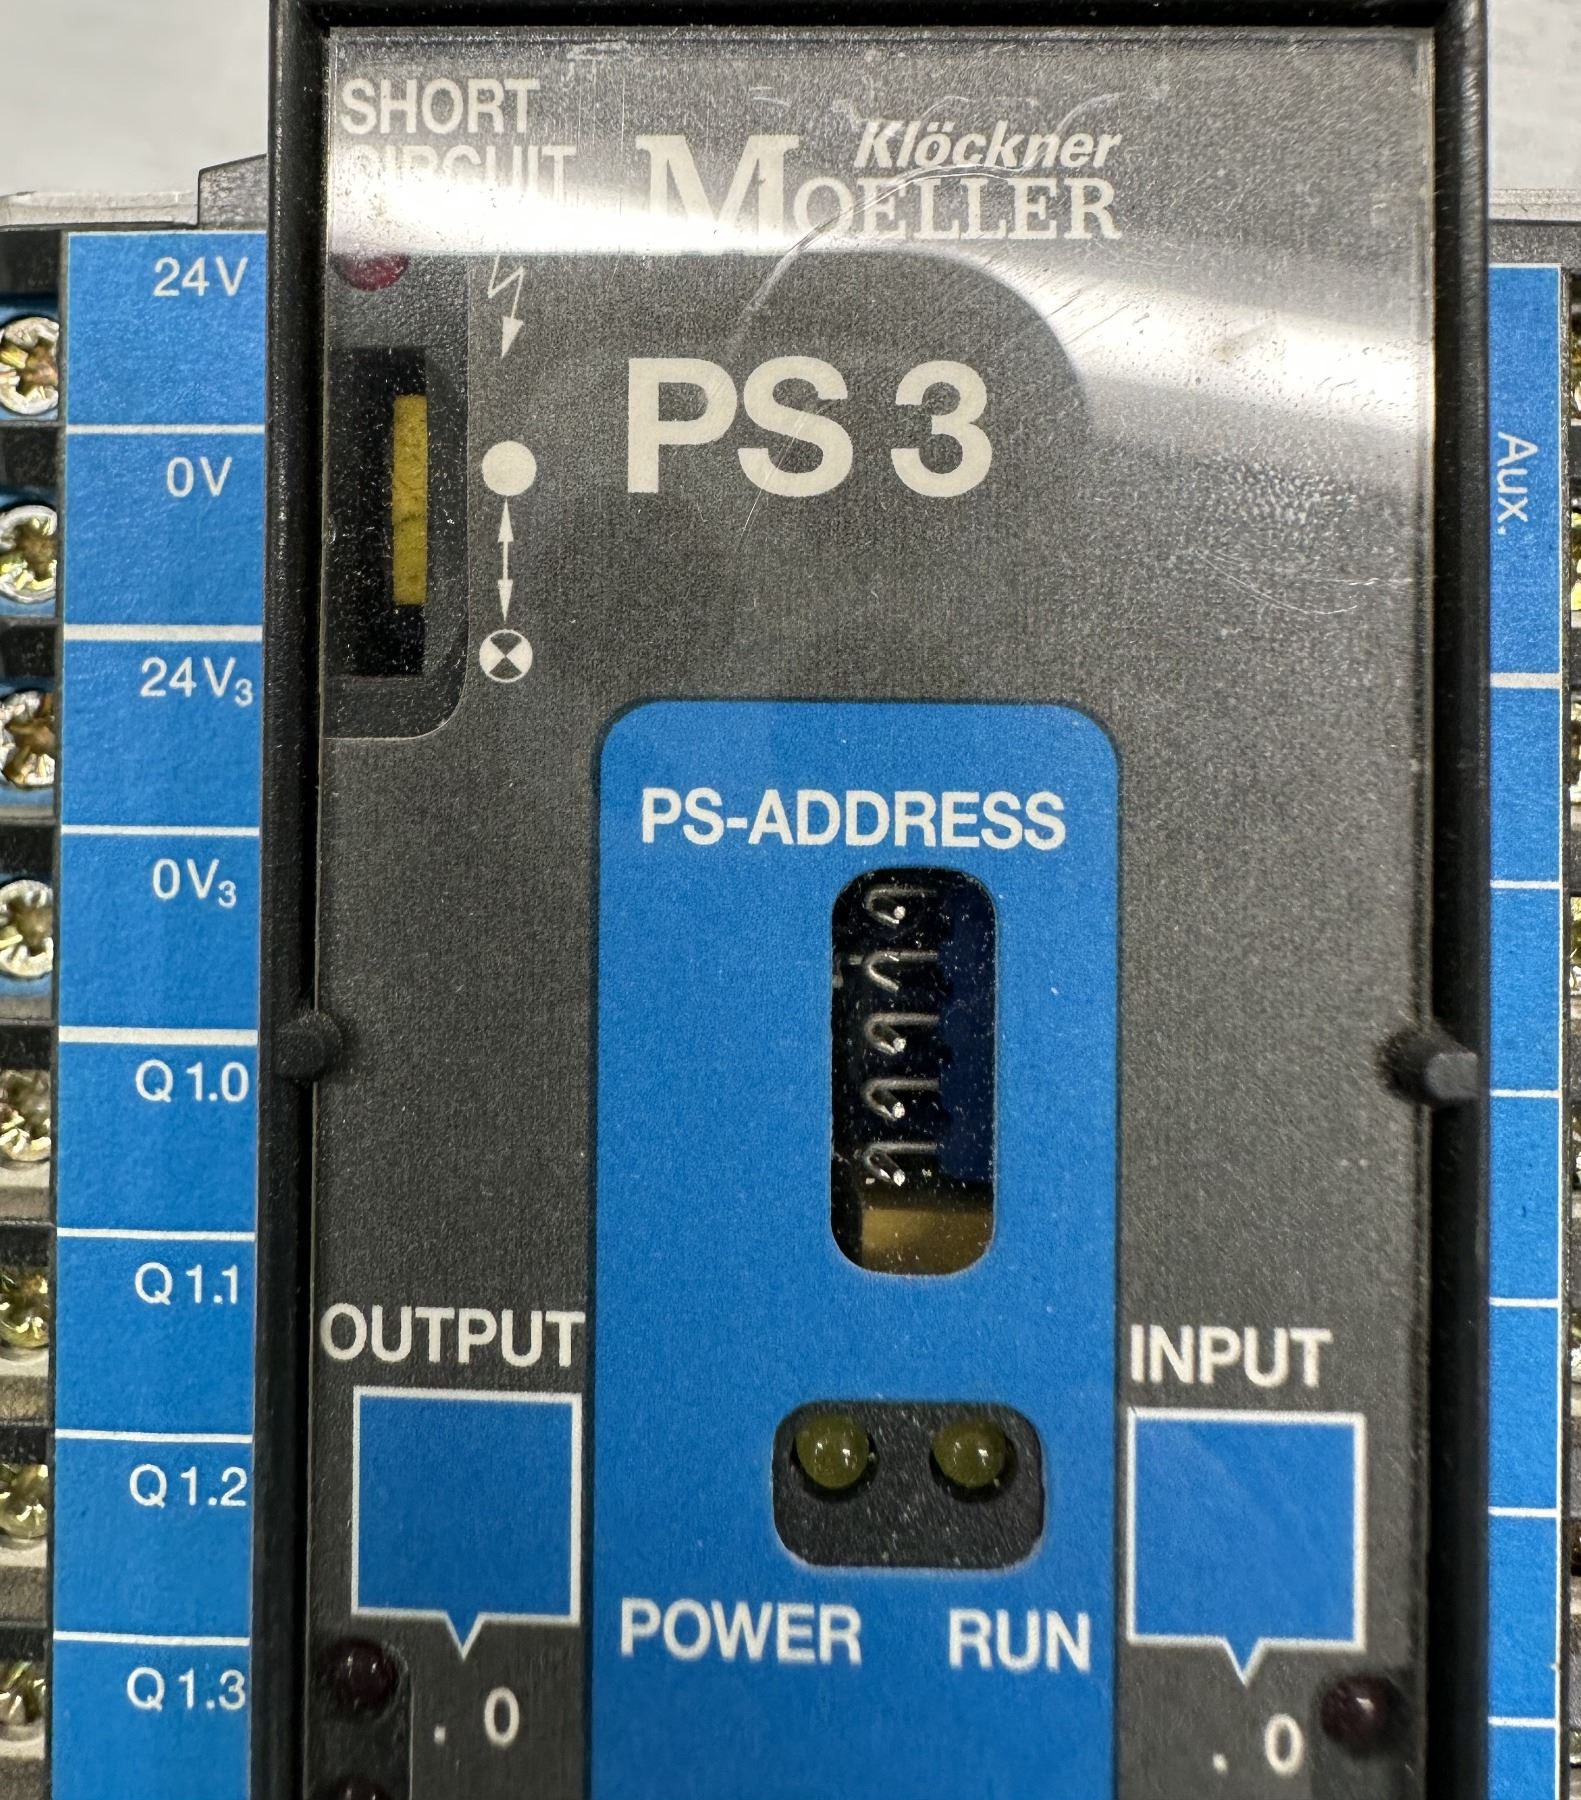 SHORT
CIRCUIT
Klöckner
MOELLER
PS 3
24V
0V
24V₃
0V₃
Q 1.0
Q 1.1
Q 1.2
Q 1.3
Aux.
PS-ADDRESS
OUTPUT
INPUT
POWER RUN
. 0
. 0